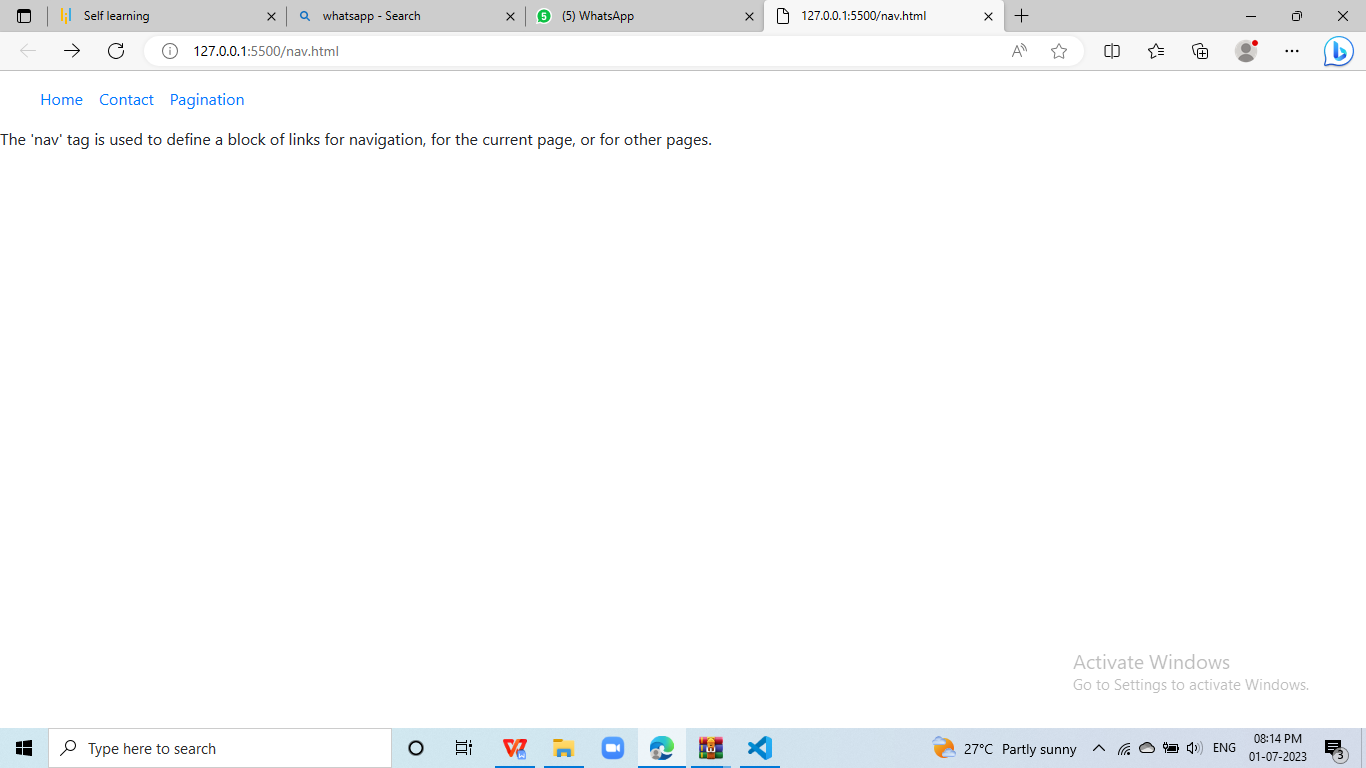 Self learning
whatsapp - Search
5
(5) WhatsApp
127.0.0.1:5500/nav.html
127.0.0.1:5500/nav.html
Home Contact Pagination
The 'nav' tag is used to define a block of links for navigation, for the current page, or for other pages.
Activate Windows
Go to Settings to activate Windows.
Type here to search
27°C Partly sunny
ENG
08:14 PM
01-07-2023
3